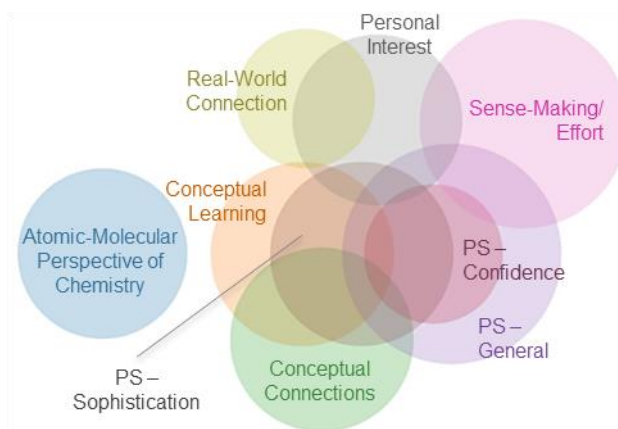 Personal
Interest
Real-World
Connection
Sense-Making/
Effort
Conceptual
Learning
Atomic-Molecular
Perspective of
Chemistry
PS –
Confidence
PS –
General
PS –
Sophistication
Conceptual
Connections